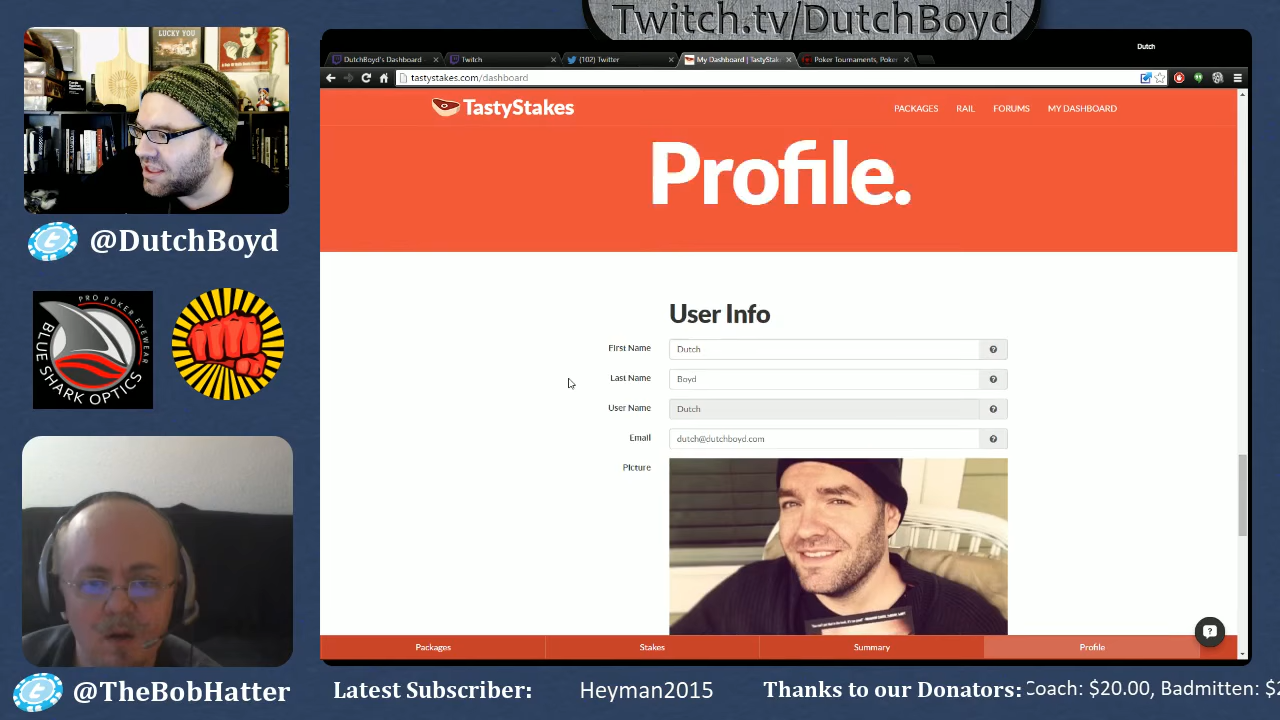 Twitch.tv/DutchBoyd
Dutch
DutchBoyd's Dashboard
Twitch
(102) Twitter
My Dashboard | TastyStake
Poker Tournaments, Poker
tastystakes.com/dashboard
LUCKY YOU
TastyStakes
PACKAGES
RAIL
FORUMS
MY DASHBOARD
Profile.
@DutchBoyd
PRO POKER EYEWEAR
BLUE SHARK OPTICS
User Info
First Name
Dutch
Last Name
Boyd
User Name
Dutch
Email
dutch@dutchboyd.com
Picture
Packages
Stakes
Summary
Profile
@TheBobHatter
Latest Subscriber:
Heyman2015
Thanks to our Donators:
Coach: $20.00, Badmitten: $2